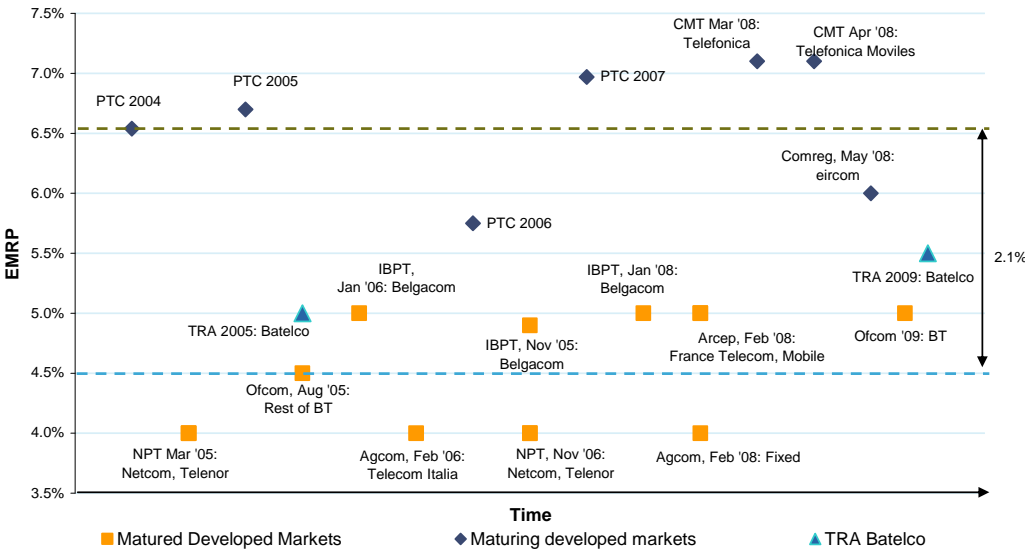 7.5%
7.0%
6.5%
6.0%
5.5%
5.0%
4.5%
4.0%
3.5%
EMRP
PTC 2004
PTC 2005
CMT Mar '08:
Telefonica
CMT Apr '08:
Telefonica Moviles
PTC 2007
Comreg, May '08:
eircom
PTC 2006
2.1%
IBPT,
Jan '06: Belgacom
IBPT, Jan '08:
Belgacom
TRA 2009: Batelco
TRA 2005: Batelco
IBPT, Nov '05:
Belgacom
Arcep, Feb '08:
France Telecom, Mobile
Ofcom '09: BT
Ofcom, Aug '05:
Rest of BT
NPT Mar '05:
Netcom, Telenor
Agcom, Feb '06:
Telecom Italia
NPT, Nov '06:
Netcom, Telenor
Agcom, Feb '08: Fixed
Time
Matured Developed Markets
Maturing developed markets
TRA Batelco